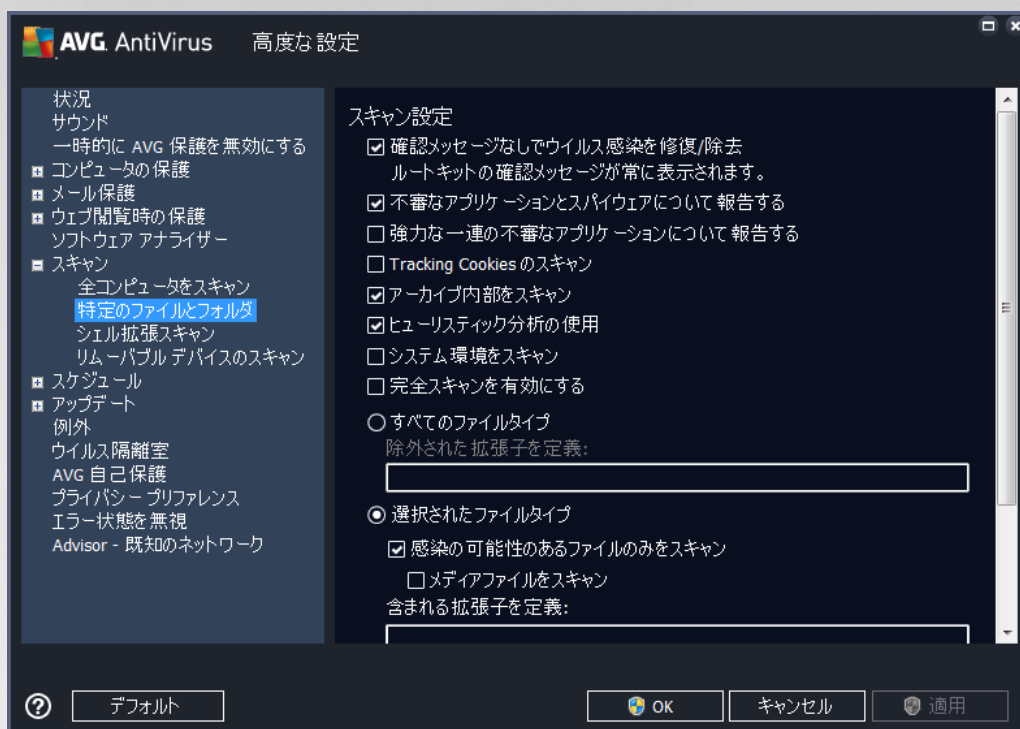 AVG. AntiVirus 高度な設定
状況
サウンド
一時的に AVG 保護を無効にする
コンピュータの保護
メール保護
ウェブ閲覧時の保護
ソフトウェア アナライザー
スキャン
全コンピュータをスキャン
特定のファイルとフォルダ
シェル拡張スキャン
リムーバブル デバイスのスキャン
スケジュール
アップデート
例外
ウイルス隔離室
AVG 自己保護
プライバシー プリファレンス
エラー状態を無視
Advisor - 既知のネットワーク
スキャン設定
確認メッセージなしでウイルス感染を修復/除去
ルートキットの確認メッセージが常に表示されます。
不審なアプリケーションとスパイウェアについて報告する
強力な一連の不審なアプリケーションについて報告する
Tracking Cookies のスキャン
アーカイブ内部をスキャン
ヒューリスティック分析の使用
システム環境をスキャン
完全スキャンを有効にする
すべてのファイルタイプ
除外された拡張子を定義:
選択されたファイルタイプ
感染の可能性のあるファイルのみをスキャン
メディアファイルをスキャン
含まれる拡張子を定義:
デフォルト
OK
キャンセル
適用